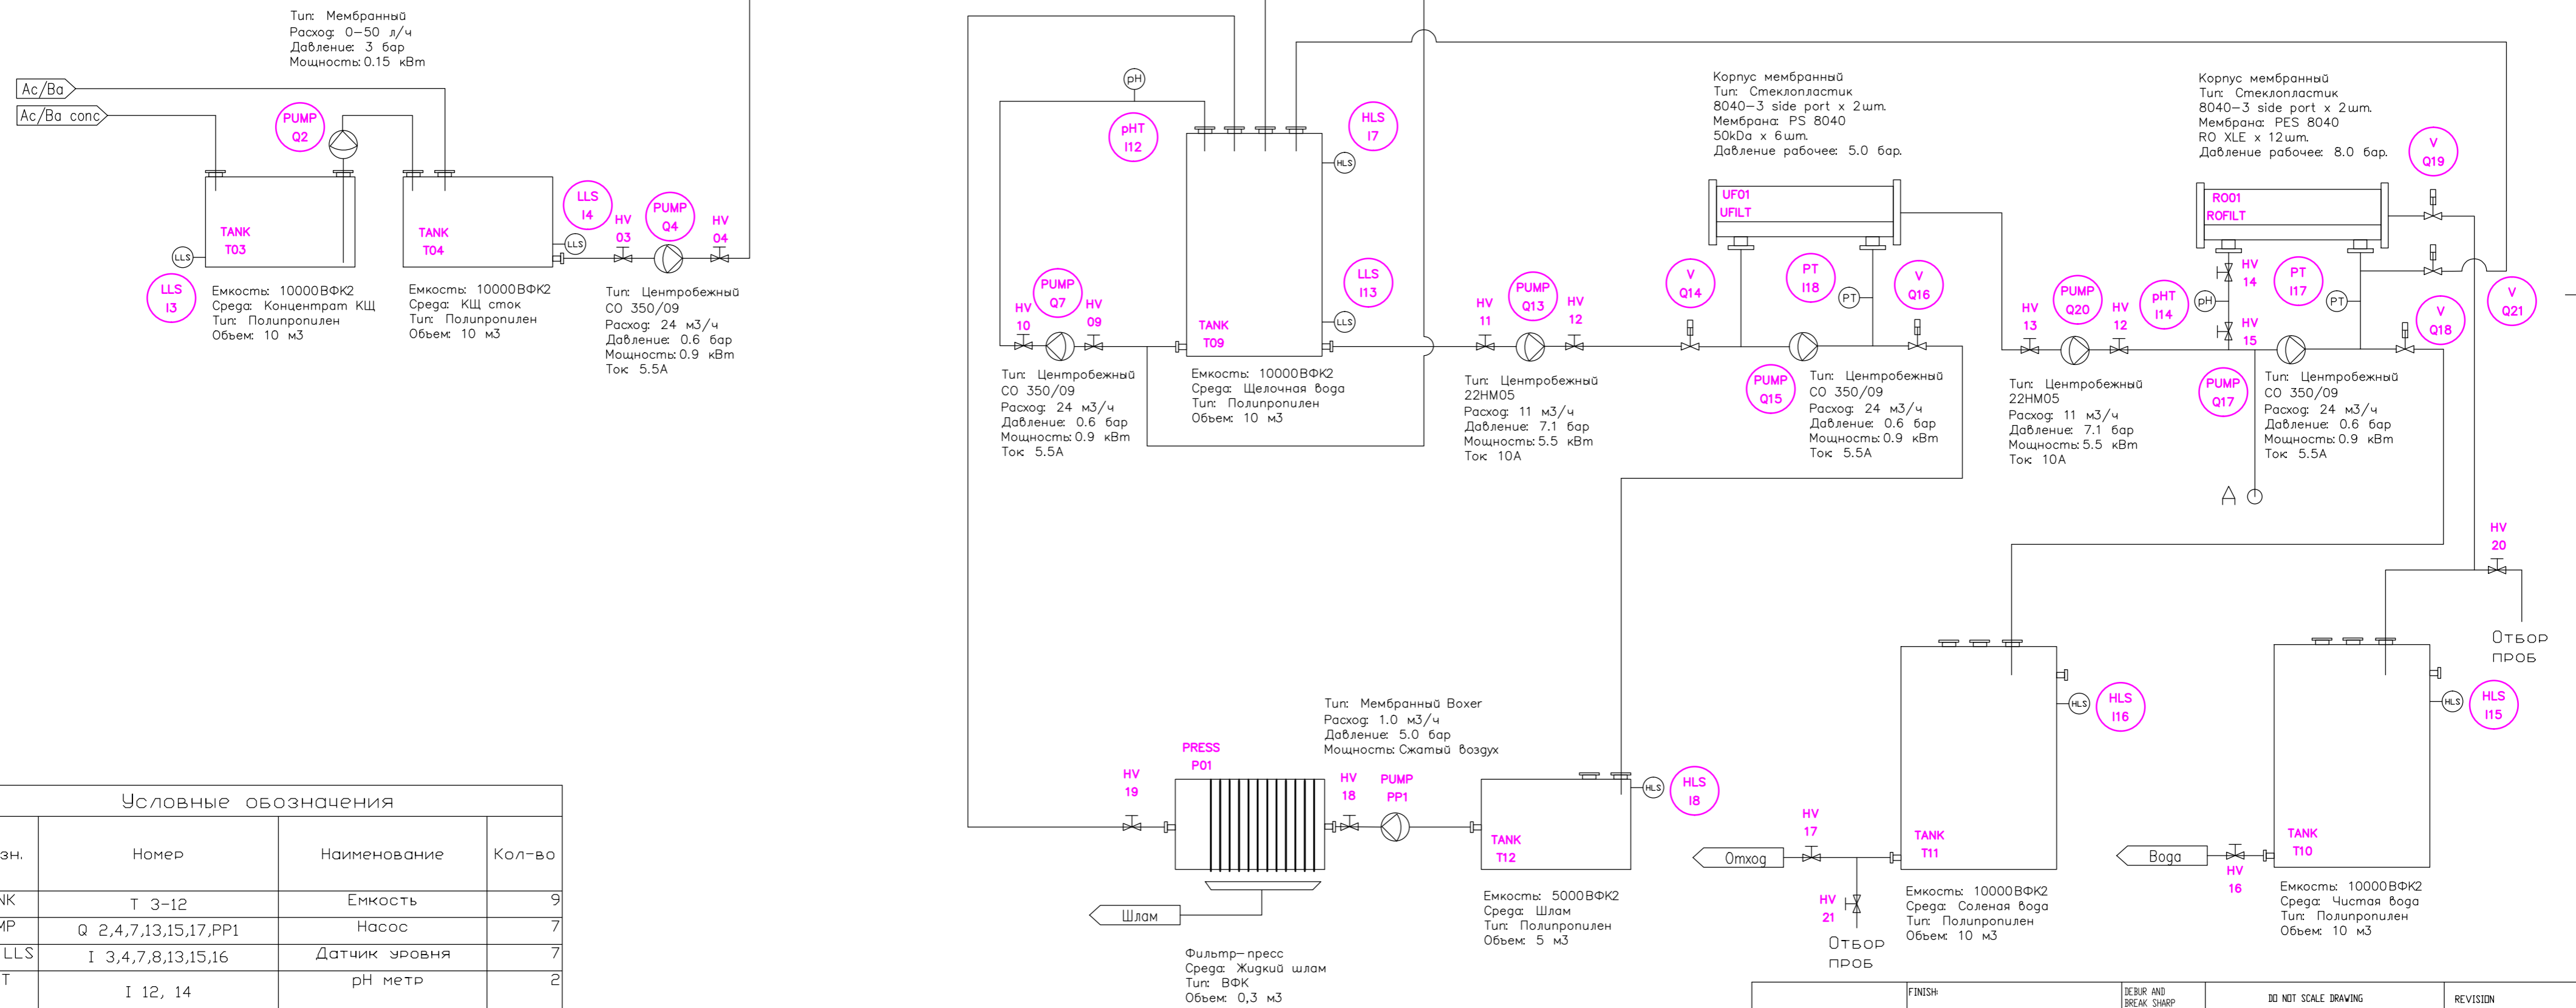 Тип: Мембранный
Расход: 0-50 л/ч
Давление: 3 бар
Мощность: 0.15 кВт
Ac/Ba
Ac/Ba conc
PUMP
Q2
TANK
T03
LLS
LLS
I3
Емкость: 10000ВФК2
Среда: Концентрат КЩ
Тип: Полипропилен
Объем: 10 м3
TANK
T04
LLS
I4
LLS
HV
03
PUMP
Q4
HV
04
Емкость: 10000ВФК2
Среда: КЩ сток
Тип: Полипропилен
Объем: 10 м3
Тип: Центробежный
CO 350/09
Расход: 24 м3/ч
Давление: 0.6 бар
Мощность: 0.9 кВт
Ток: 5.5А
pH
pHT
I12
HLS
I7
HLS
LLS
I13
LLS
TANK
T09
HV
10
PUMP
Q7
HV
09
Тип: Центробежный
CO 350/09
Расход: 24 м3/ч
Давление: 0.6 бар
Мощность: 0.9 кВт
Ток: 5.5А
Емкость: 10000ВФК2
Среда: Щелочная вода
Тип: Полипропилен
Объем: 10 м3
HV
11
PUMP
Q13
HV
12
Тип: Центробежный
22HM05
Расход: 11 м3/ч
Давление: 7.1 бар
Мощность: 5.5 кВт
Ток: 10А
Корпус мембранный
Тип: Стеклопластик
8040-3 side port x 2шт.
Мембрана: PS 8040
50kDa x 6шт.
Давление рабочее: 5.0 бар.
UF01
UFILT
V
Q14
PT
I18
PT
V
Q16
PUMP
Q15
Тип: Центробежный
CO 350/09
Расход: 24 м3/ч
Давление: 0.6 бар
Мощность: 0.9 кВт
Ток: 5.5А
HV
13
PUMP
Q20
HV
12
Тип: Центробежный
22HM05
Расход: 11 м3/ч
Давление: 7.1 бар
Мощность: 5.5 кВт
Ток: 10А
Корпус мембранный
Тип: Стеклопластик
8040-3 side port x 2шт.
Мембрана: PES 8040
RO XLE x 12шт.
Давление рабочее: 8.0 бар.
V
Q19
RO01
ROFILT
pHT
I14
pH
HV
14
HV
15
PT
I17
PT
V
Q18
V
Q21
PUMP
Q17
Тип: Центробежный
CO 350/09
Расход: 24 м3/ч
Давление: 0.6 бар
Мощность: 0.9 кВт
Ток: 5.5А
А
HV
20
Отбор
проб
Тип: Мембранный Boxer
Расход: 1.0 м3/ч
Давление: 5.0 бар
Мощность: Сжатый воздух
HV
19
PRESS
P01
HV
18
PUMP
PP1
TANK
T12
HLS
HLS
I8
Шлам
Фильтр-пресс
Среда: Жидкий шлам
Тип: ВФК
Объем: 0,3 м3
Емкость: 5000ВФК2
Среда: Шлам
Тип: Полипропилен
Объем: 5 м3
Отход
HV
17
HV
21
Отбор
проб
TANK
T11
HLS
HLS
I16
Емкость: 10000ВФК2
Среда: Соленая вода
Тип: Полипропилен
Объем: 10 м3
Вода
HV
16
TANK
T10
HLS
HLS
I15
Емкость: 10000ВФК2
Среда: Чистая вода
Тип: Полипропилен
Объем: 10 м3
Условные обозначения
зн. Номер Наименование Кол-во
NK T 3-12 Емкость 9
MP Q 2,4,7,13,15,17,PP1 Насос 7
LLS I 3,4,7,8,13,15,16 Датчик уровня 7
T I 12, 14 pH метр 2
FINISH:
DEBUR AND
BREAK SHARP
DO NOT SCALE DRAWING
REVISION